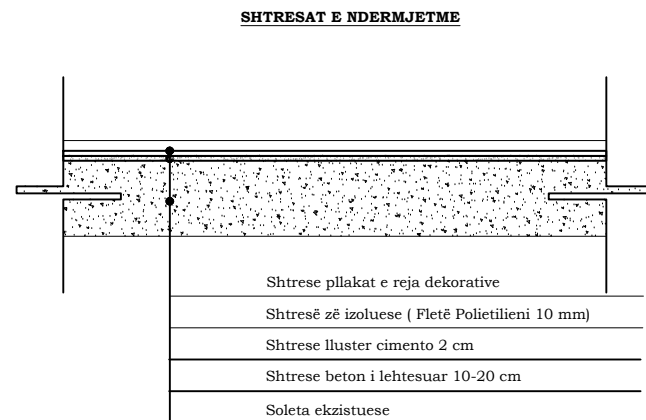 SHTRESAT E NDERMJETME
Shtrese pllakat e reja dekorative
Shtresë zë izoluese ( Fletë Polietilieni 10 mm)
Shtrese lluster cimento 2 cm
Shtrese beton i lehtesuar 10-20 cm
Soleta ekzistuese